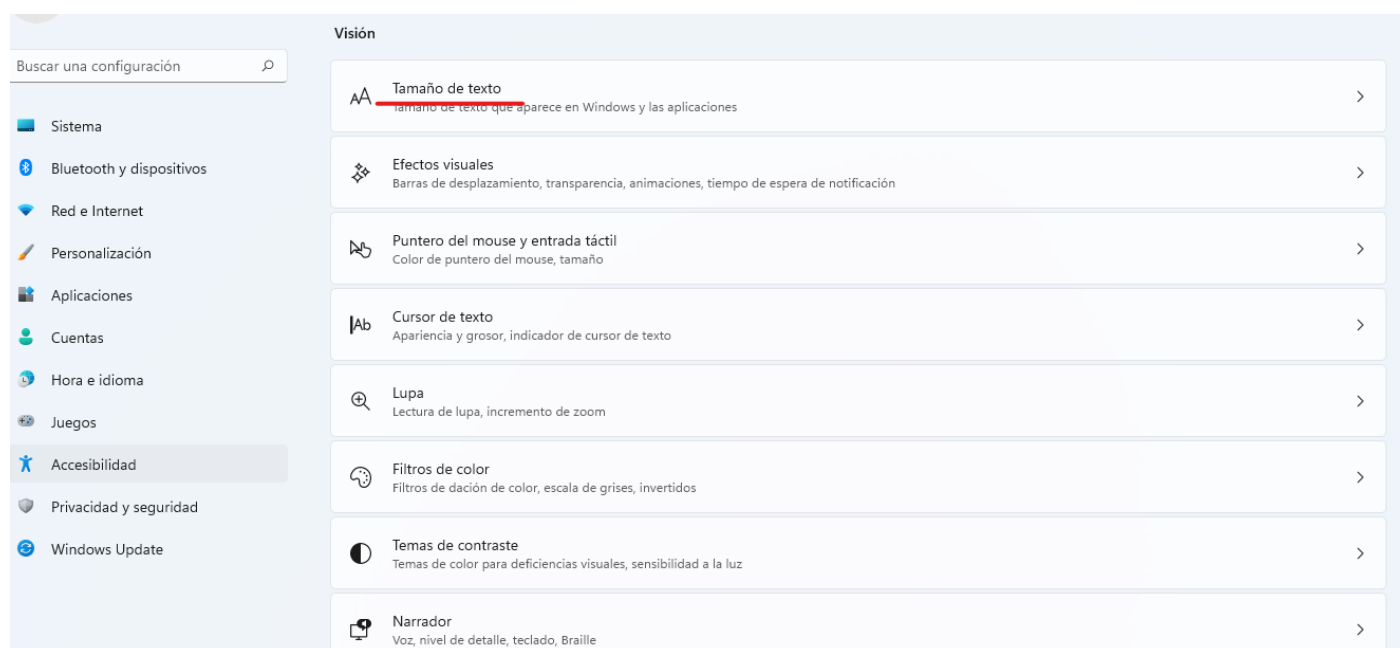 Buscar una configuración
Sistema
Bluetooth y dispositivos
Red e Internet
Personalización
Aplicaciones
Cuentas
Hora e idioma
Juegos
Accesibilidad
Privacidad y seguridad
Windows Update
Visión
Tamaño de texto
Tamaño de texto que aparece en Windows y las aplicaciones
Efectos visuales
Barras de desplazamiento, transparencia, animaciones, tiempo de espera de notificación
Puntero del mouse y entrada táctil
Color de puntero del mouse, tamaño
Cursor de texto
Apariencia y grosor, indicador de cursor de texto
Lupa
Lectura de lupa, incremento de zoom
Filtros de color
Filtros de dación de color, escala de grises, invertidos
Temas de contraste
Temas de color para deficiencias visuales, sensibilidad a la luz
Narrador
Voz, nivel de detalle, teclado, Braille